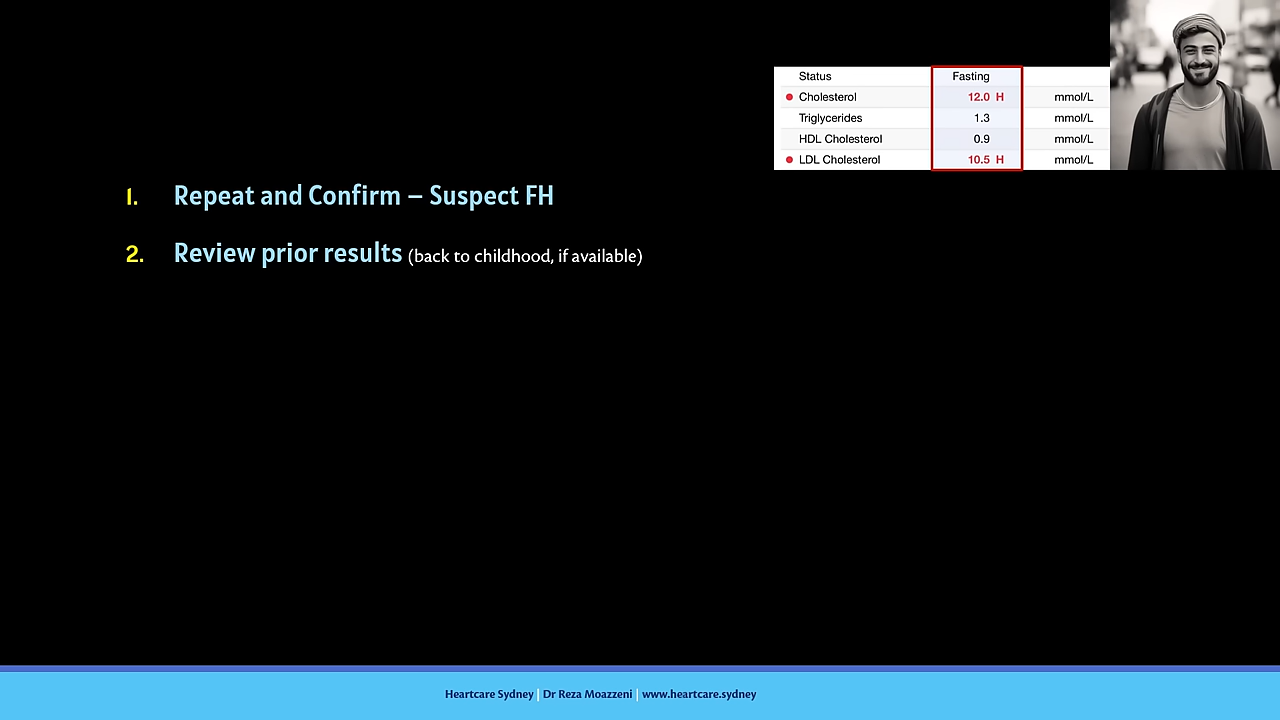 Status Fasting
Cholesterol 12.0 H mmol/L
Triglycerides 1.3 mmol/L
HDL Cholesterol 0.9 mmol/L
LDL Cholesterol 10.5 H mmol/L
1. Repeat and Confirm – Suspect FH
2. Review prior results (back to childhood, if available)
Heartcare Sydney | Dr Reza Moazzeni | www.heartcare.sydney